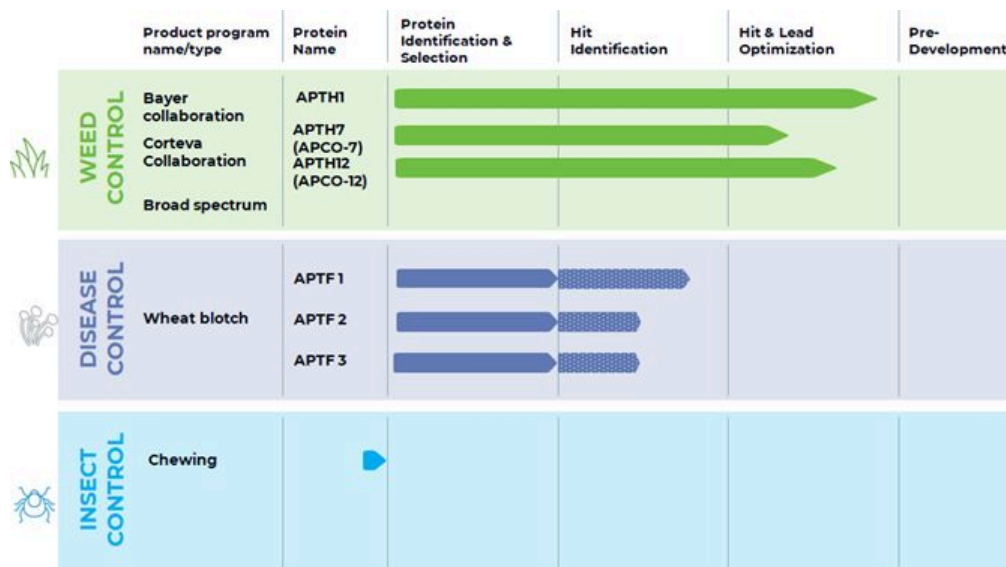 Product program
name/type
Protein
Name
Protein
Identification &
Selection
Hit
Identification
Hit & Lead
Optimization
Pre-
Development
WEED
CONTROL
Bayer
collaboration
APTH1
Corteva
Collaboration
APTH7
(APCO-7)
APTH12
(APCO-12)
Broad spectrum
DISEASE
CONTROL
Wheat blotch
APTF 1
APTF 2
APTF 3
INSECT
CONTROL
Chewing